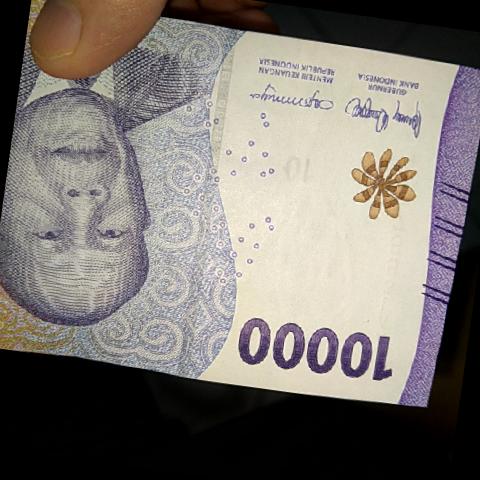 GUBERNUR
BANK INDONESIA
MENTERI KEUANGAN
REPUBLIK INDONESIA
10000